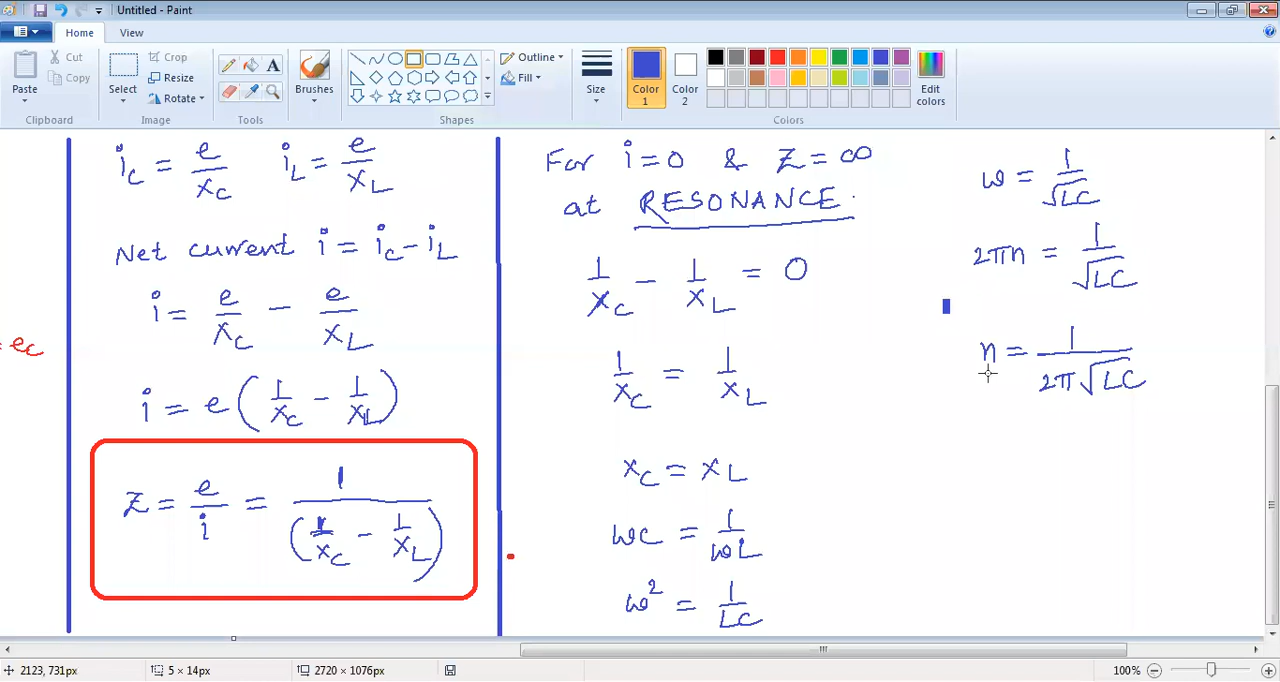 Untitled - Paint
Home View
Paste
Cut
Copy
Clipboard
Select
Crop
Resize
Rotate
Image
A
Tools
Brushes
Outline
Fill
Shapes
Size
Color 1
Color 2
Edit colors
Colors
= ec
i_C = e/X_C i_L = e/X_L
Net current i = i_C - i_L
i = e/X_C - e/X_L
i = e (1/X_C - 1/X_L)
Z = e/i = 1/(1/X_C - 1/X_L)
For i=0 & Z=∞
at RESONANCE.
1/X_C - 1/X_L = 0
1/X_C = 1/X_L
X_C = X_L
ωC = 1/ωL
ω² = 1/LC
ω = 1/√LC
2πn = 1/√LC
n = 1/2π√LC
2123, 731px
5 × 14px
2720 × 1076px
100%